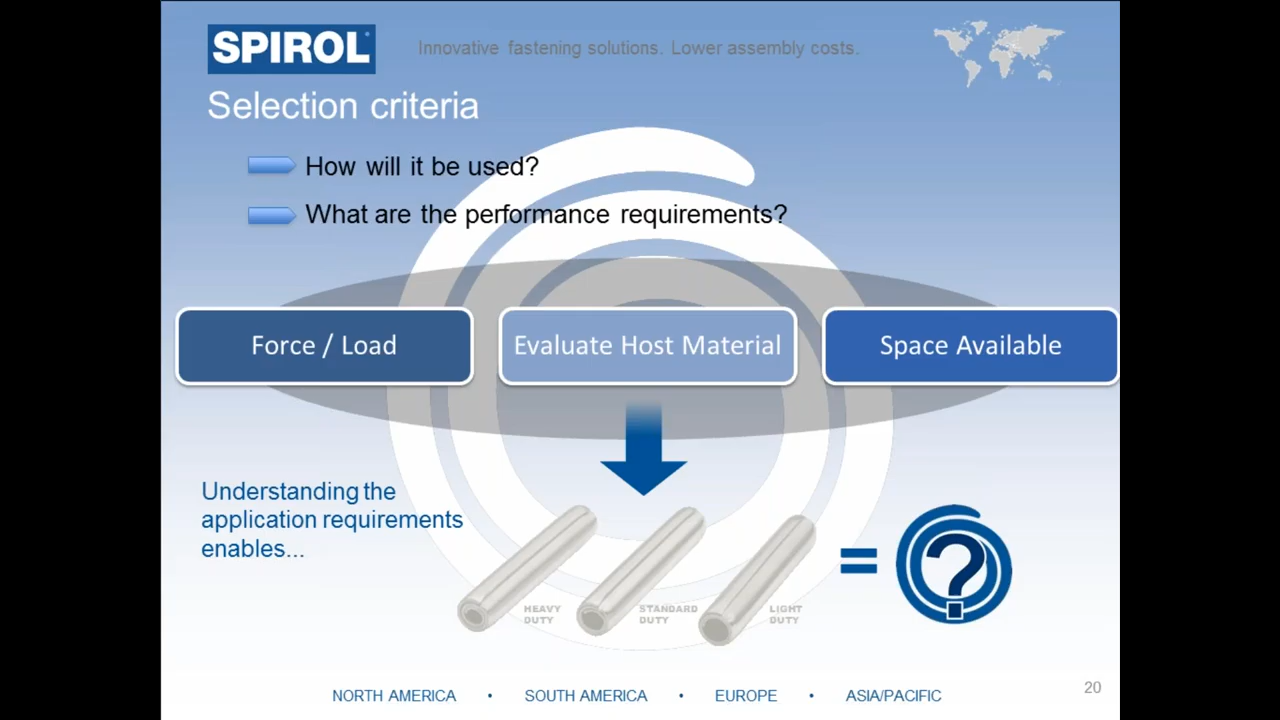 SPIROL
Innovative fastening solutions. Lower assembly costs.
Selection criteria
How will it be used?
What are the performance requirements?
Force / Load
Evaluate Host Material
Space Available
Understanding the
application requirements
enables...
HEAVY
DUTY
STANDARD
DUTY
LIGHT
DUTY
=
?
NORTH AMERICA • SOUTH AMERICA • EUROPE • ASIA/PACIFIC
20